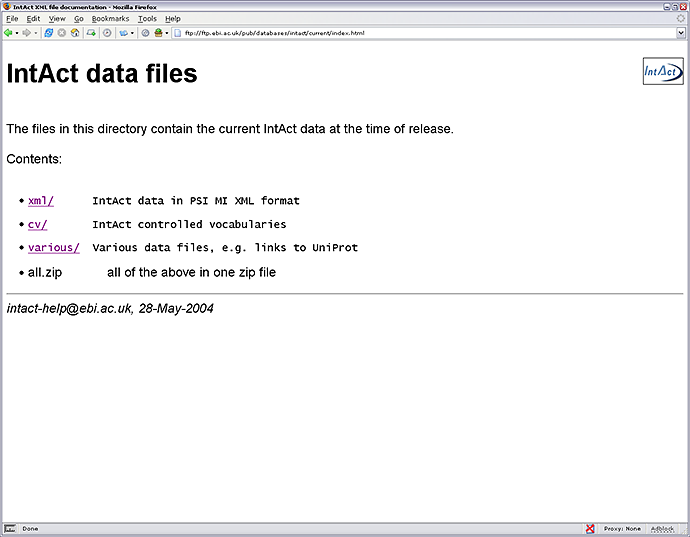 IntAct XML file documentation - Mozilla Firefox
File Edit View Go Bookmarks Tools Help
ftp://ftp.ebi.ac.uk/pub/databases/intact/current/index.html
IntAct data files
IntAct
The files in this directory contain the current IntAct data at the time of release.
Contents:
xml/ IntAct data in PSI MI XML format
cv/ IntAct controlled vocabularies
various/ Various data files, e.g. links to UniProt
all.zip all of the above in one zip file
intact-help@ebi.ac.uk, 28-May-2004
Done Proxy: None Adblock